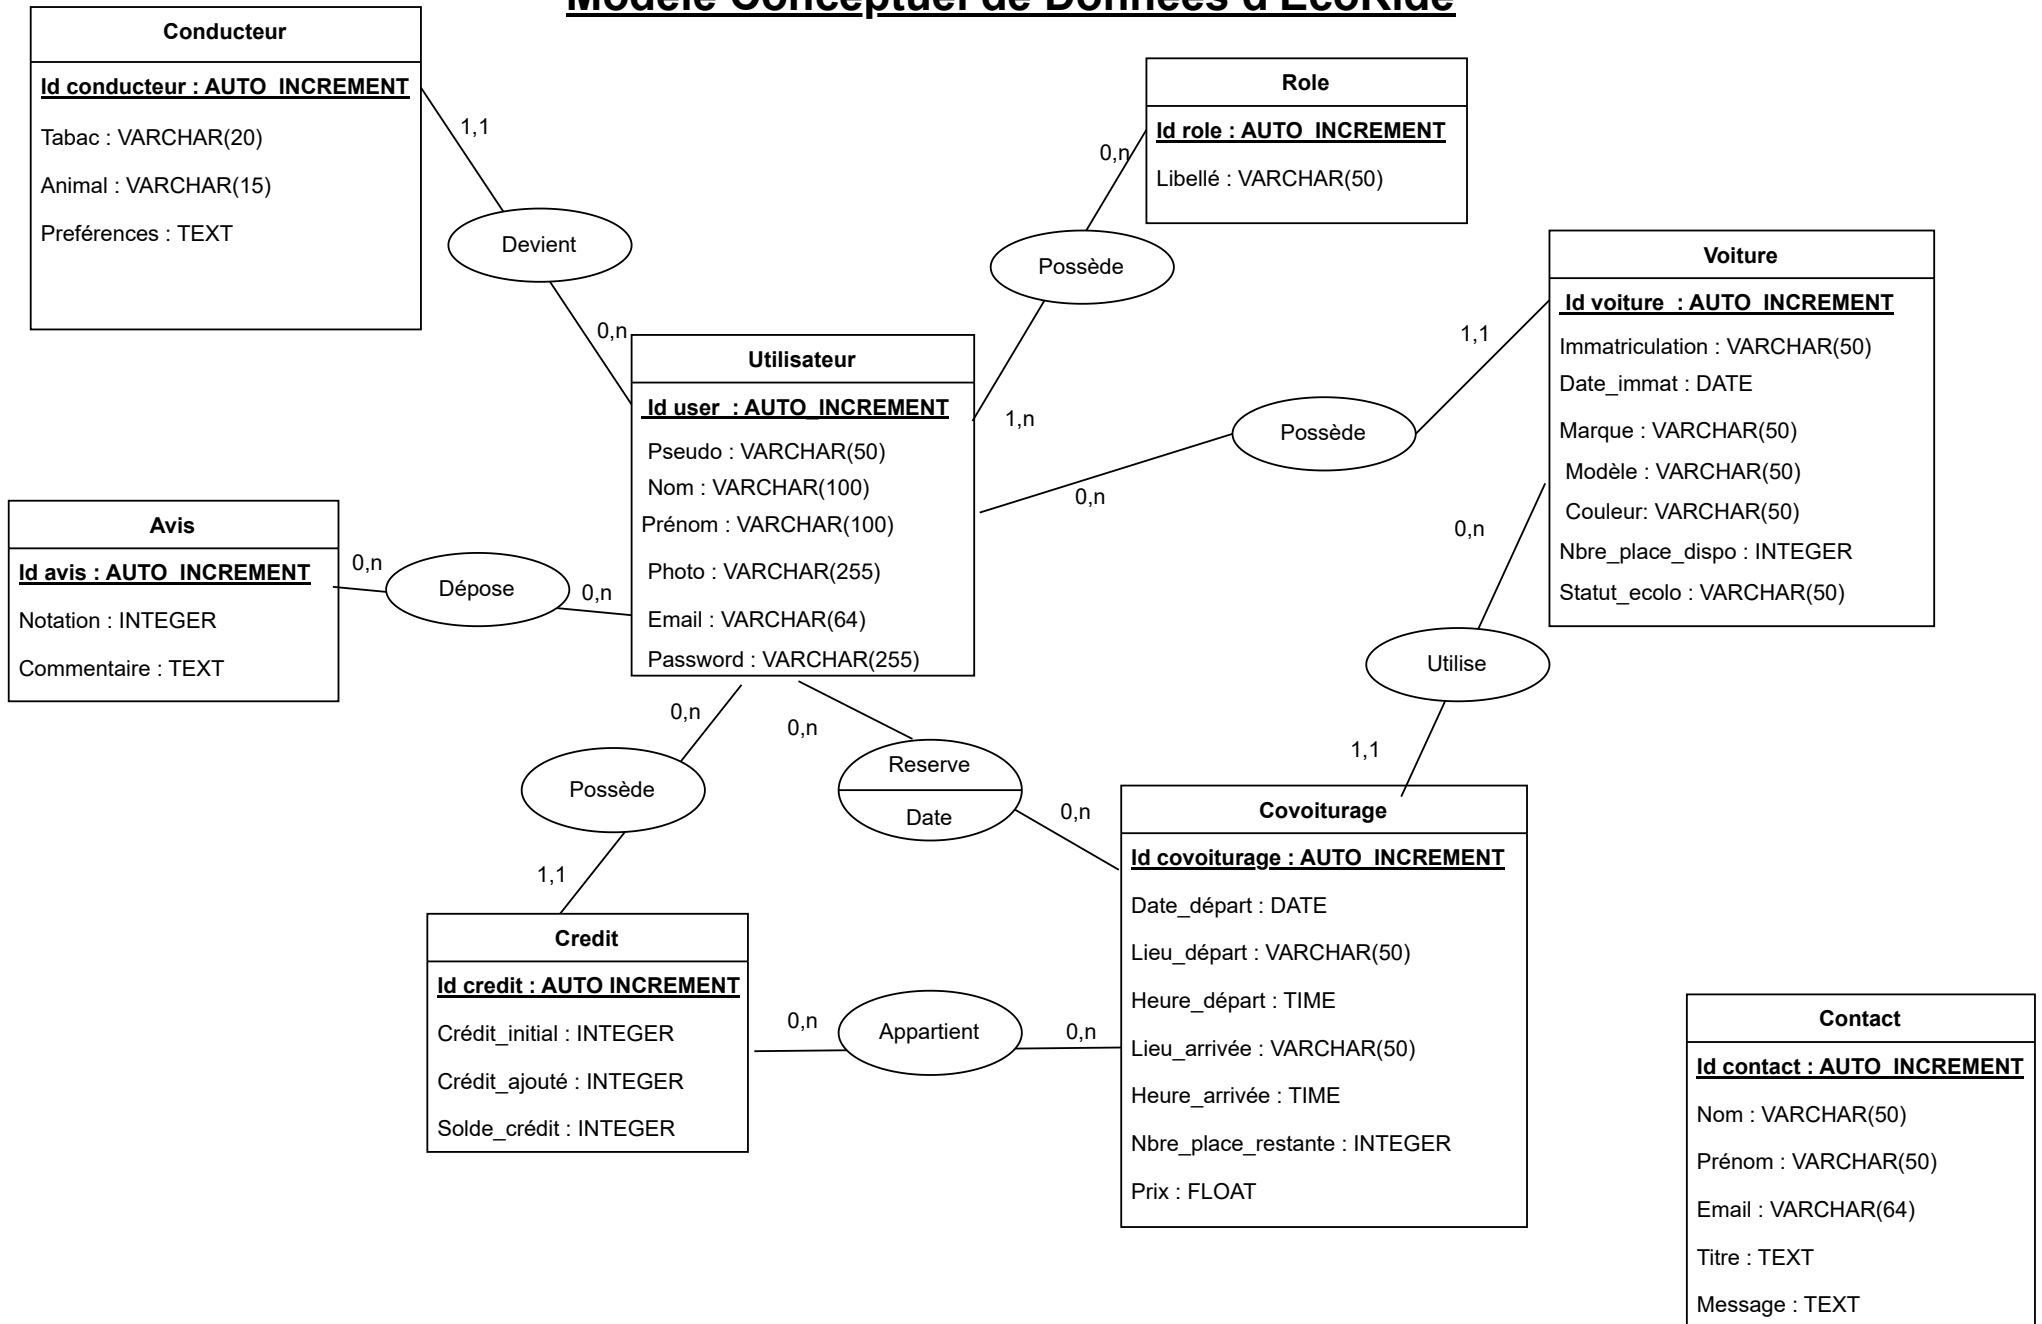 Modèle Conceptuel de Données d'EcoRide
Conducteur
Id conducteur : AUTO_INCREMENT
Tabac : VARCHAR(20)
Animal : VARCHAR(15)
Preférences : TEXT
1,1
Devient
0,n
Role
Id role : AUTO_INCREMENT
Libellé : VARCHAR(50)
0,n
Possède
1,n
Voiture
Id voiture : AUTO_INCREMENT
Immatriculation : VARCHAR(50)
Date_immat : DATE
Marque : VARCHAR(50)
Modèle : VARCHAR(50)
Couleur: VARCHAR(50)
Nbre_place_dispo : INTEGER
Statut_ecolo : VARCHAR(50)
1,1
Possède
0,n
Utilisateur
Id user : AUTO_INCREMENT
Pseudo : VARCHAR(50)
Nom : VARCHAR(100)
Prénom : VARCHAR(100)
Photo : VARCHAR(255)
Email : VARCHAR(64)
Password : VARCHAR(255)
Avis
Id avis : AUTO_INCREMENT
Notation : INTEGER
Commentaire : TEXT
0,n
Dépose
0,n
0,n
Utilise
1,1
0,n
Possède
1,1
0,n
Reserve
Date
0,n
Covoiturage
Id covoiturage : AUTO_INCREMENT
Date_départ : DATE
Lieu_départ : VARCHAR(50)
Heure_départ : TIME
Lieu_arrivée : VARCHAR(50)
Heure_arrivée : TIME
Nbre_place_restante : INTEGER
Prix : FLOAT
Credit
Id credit : AUTO INCREMENT
Crédit_initial : INTEGER
Crédit_ajouté : INTEGER
Solde_crédit : INTEGER
0,n
Appartient
0,n
Contact
Id contact : AUTO_INCREMENT
Nom : VARCHAR(50)
Prénom : VARCHAR(50)
Email : VARCHAR(64)
Titre : TEXT
Message : TEXT